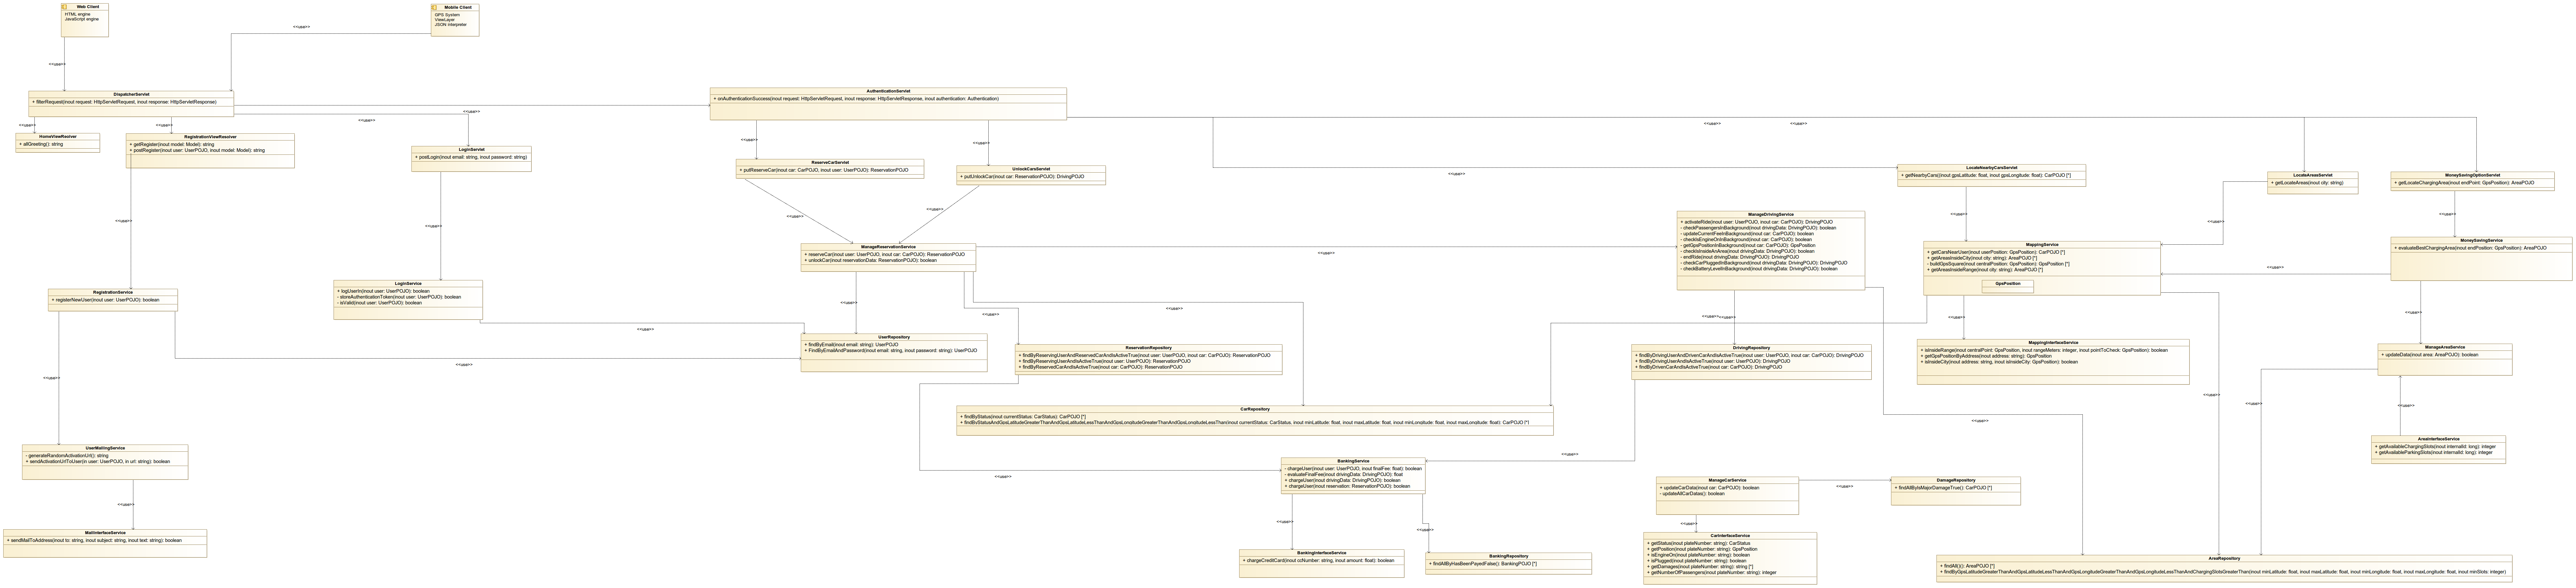 Web Client
HTML engine
JavaScript engine
Mobile Client
GPS System
ViewLayer
JSON interpreter
<<use>>
<<use>>
DispatcherServlet
+ filterRequest(inout request: HttpServletRequest, inout response: HttpServletResponse)
AuthenticationServlet
+ onAuthenticationSuccess(inout request: HttpServletRequest, inout response: HttpServletResponse, inout authentication: Authentication)
<<use>>
<<use>>
<<use>>
<<use>>
<<use>>
<<use>>
HomeViewReolver
+ allGreeting(): string
RegistrationViewResolver
+ getRegister(inout model: Model): string
+ postRegister(inout user: UserPOJO, inout model: Model): string
LoginServlet
+ postLogin(inout email: string, inout password: string)
<<use>>
<<use>>
ReserveCarServlet
+ putReserveCar(inout car: CarPOJO, inout user: UserPOJO): ReservationPOJO
UnlockCarsServlet
+ putUnlockCar(inout car: ReservationPOJO): DrivingPOJO
<<use>>
LocateNearbyCarsServlet
+ getNearbyCars((inout gpsLatitude: float, inout gpsLongitude: float): CarPOJO [*]
LocateAreasServlet
+ getLocateAreas(inout city: string)
MoneySavingOptionServlet
+ getLocateChargingArea(inout endPoint: GpsPosition): AreaPOJO
<<use>>
<<use>>
<<use>>
<<use>>
<<use>>
<<use>>
<<use>>
ManageDrivingService
+ activateRide(inout user: UserPOJO, inout car: CarPOJO): DrivingPOJO
- checkPassengersInBackground(inout drivingData: DrivingPOJO): boolean
- updateCurrentFeeInBackground(inout car: CarPOJO): boolean
- checkIsEngineOnInBackground(inout car: CarPOJO): boolean
- getGpsPositionInBackground(inout car: CarPOJO): GpsPosition
- checkIsInsideAnArea(inout drivingData: DrivingPOJO): boolean
- endRide(inout drivingData: DrivingPOJO): DrivingPOJO
- checkCarPluggedInBackground(inout drivingData: DrivingPOJO): DrivingPOJO
- checkBatteryLevelInBackground(inout drivingData: DrivingPOJO): boolean
ManageReservationService
+ reserveCar(inout user: UserPOJO, inout car: CarPOJO): ReservationPOJO
+ unlockCar(inout reservationData: ReservationPOJO): boolean
<<use>>
MappingService
+ getCarsNearUser(inout userPosition: GpsPosition): CarPOJO [*]
+ getAreasInsideCity(inout city: string): AreaPOJO [*]
- buildGpsSquare(inout centralPosition: GpsPosition): GpsPosition [*]
+ getAreasInsideRange(inout city: string): AreaPOJO [*]
GpsPosition
MoneySavingService
+ evaluateBestChargingArea(inout endPosition: GpsPosition): AreaPOJO
<<use>>
LoginService
+ logUserIn(inout user: UserPOJO): boolean
- storeAuthenticationToken(inout user: UserPOJO): boolean
- isValid(inout user: UserPOJO): boolean
RegistrationService
+ registerNewUser(inout user: UserPOJO): boolean
<<use>>
<<use>>
<<use>>
<<use>>
<<use>>
<<use>>
<<use>>
<<use>>
UserRepository
+ findByEmail(inout email: string): UserPOJO
+ FindByEmailAndPassword(inout email: string, inout password: string): UserPOJO
<<use>>
ReservationRepository
+ findByReservingUserAndReservedCarAndIsActiveTrue(inout user: UserPOJO, inout car: CarPOJO): ReservationPOJO
+ findByReservingUserAndIsActiveTrue(inout user: UserPOJO): ReservationPOJO
+ findByReservedCarAndIsActiveTrue(inout car: CarPOJO): ReservationPOJO
DrivingRepository
+ findByDrivingUserAndDrivenCarAndIsActiveTrue(inout user: UserPOJO, inout car: CarPOJO): DrivingPOJO
+ findByDrivingUserAndIsActiveTrue(inout user: UserPOJO): DrivingPOJO
+ findByDrivenCarAndIsActiveTrue(inout car: CarPOJO): DrivingPOJO
MappingInterfaceService
+ isInsideRange(inout centralPoint: GpsPosition, inout rangeMeters: integer, inout pointToCheck: GpsPosition): boolean
+ getGpsPositionByAddress(inout address: string): GpsPosition
+ isInsideCity(inout address: string, inout isInsideCity: GpsPosition): boolean
ManageAreaService
+ updateData(inout area: AreaPOJO): boolean
<<use>>
<<use>>
<<use>>
<<use>>
<<use>>
CarRepository
+ findByStatus(inout currentStatus: CarStatus): CarPOJO [*]
+ findByStatusAndGpsLatitudeGreaterThanAndGpsLatitudeLessThanAndGpsLongitudeGreaterThanAndGpsLongitudeLessThan(inout currentStatus: CarStatus, inout minLatitude: float, inout maxLatitude: float, inout minLongitude: float, inout maxLongitude: float): CarPOJO [*]
<<use>>
AreaInterfaceService
+ getAvailableChargingSlots(inout internalId: long): integer
+ getAvailableParkingSlots(inout internalId: long): integer
UserMailingService
- generateRandomActivationUrl(): string
+ sendActivationUrlToUser(in user: UserPOJO, in url: string): boolean
<<use>>
<<use>>
BankingService
- chargeUser(inout user: UserPOJO, inout finalFee: float): boolean
- evaluateFinalFee(inout drivingData: DrivingPOJO): float
+ chargeUser(inout drivingData: DrivingPOJO): boolean
+ chargeUser(inout reservation: ReservationPOJO): boolean
ManageCarService
+ updateCarData(inout car: CarPOJO): boolean
- updateAllCarDatas(): boolean
<<use>>
DamageRepository
+ findAllByIsMajorDamageTrue(): CarPOJO [*]
<<use>>
<<use>>
<<use>>
<<use>>
MailInterfaceService
+ sendMailToAddress(inout to: string, inout subject: string, inout text: string): boolean
BankingInterfaceService
+ chargeCreditCard(inout ccNumber: string, inout amount: float): boolean
BankingRepository
+ findAllByHasBeenPayedFalse(): BankingPOJO [*]
CarInterfaceService
+ getStatus(inout plateNumber: string): CarStatus
+ getPosition(inout plateNumber: string): GpsPosition
+ isEngineOn(inout plateNumber: string): boolean
+ isPlugged(inout plateNumber: string): boolean
+ getDamages(inout plateNumber: string): string [*]
+ getNumberOfPassengers(inout plateNumber: string): integer
AreaRepository
+ findAll(): AreaPOJO [*]
+ findByGpsLatitudeGreaterThanAndGpsLatitudeLessThanAndGpsLongitudeGreaterThanAndGpsLongitudeLessThanAndChargingSlotsGreaterThan(inout minLatitude: float, inout maxLatitude: float, inout minLongitude: float, inout maxLongitude: float, inout minSlots: integer)